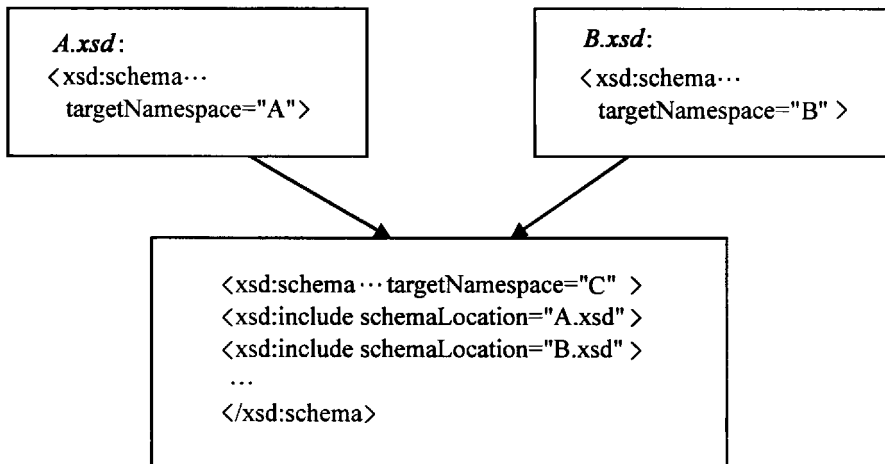 A.xsd:
<xsd:schema···
targetNamespace="A">
B.xsd:
<xsd:schema···
targetNamespace="B" >
<xsd:schema ··· targetNamespace="C" >
<xsd:include schemaLocation="A.xsd" >
<xsd:include schemaLocation="B.xsd" >
...
</xsd:schema>